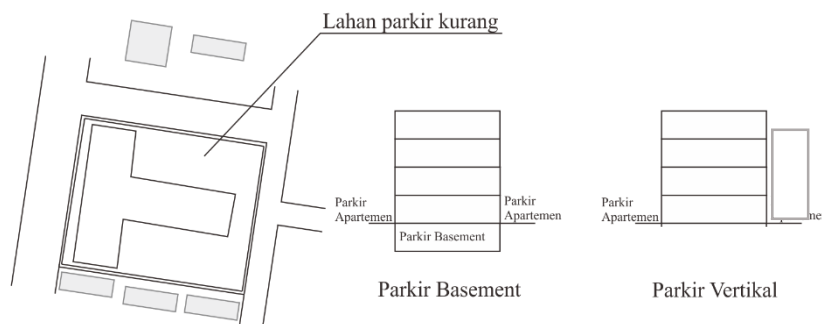 Lahan parkir kurang
Parkir
Apartemen
Parkir
Apartemen
Parkir Basement
Parkir Basement
Parkir
Apartemen
Parkir Vertikal